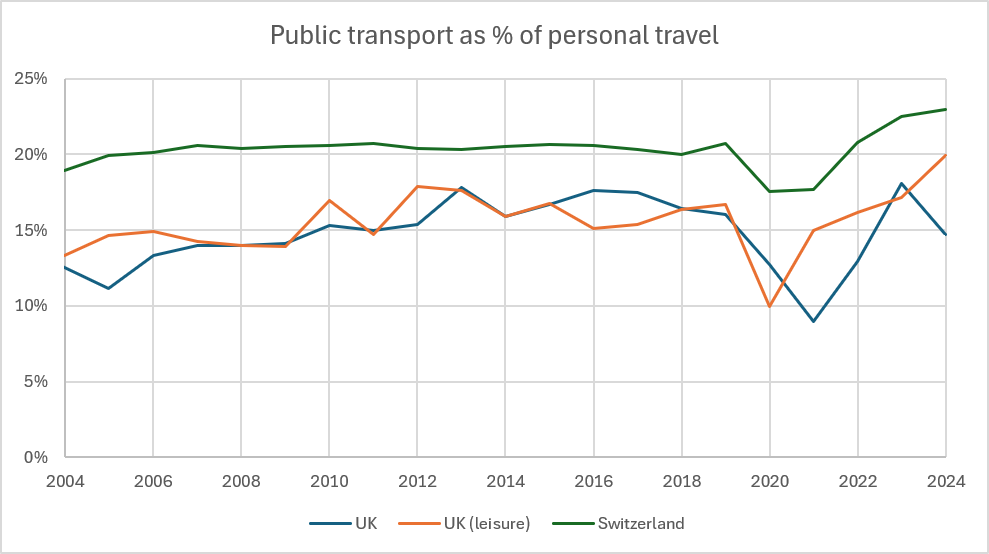 Public transport as % of personal travel
25%
20%
15%
10%
5%
0%
2004 2006 2008 2010 2012 2014 2016 2018 2020 2022 2024
UK UK (leisure) Switzerland